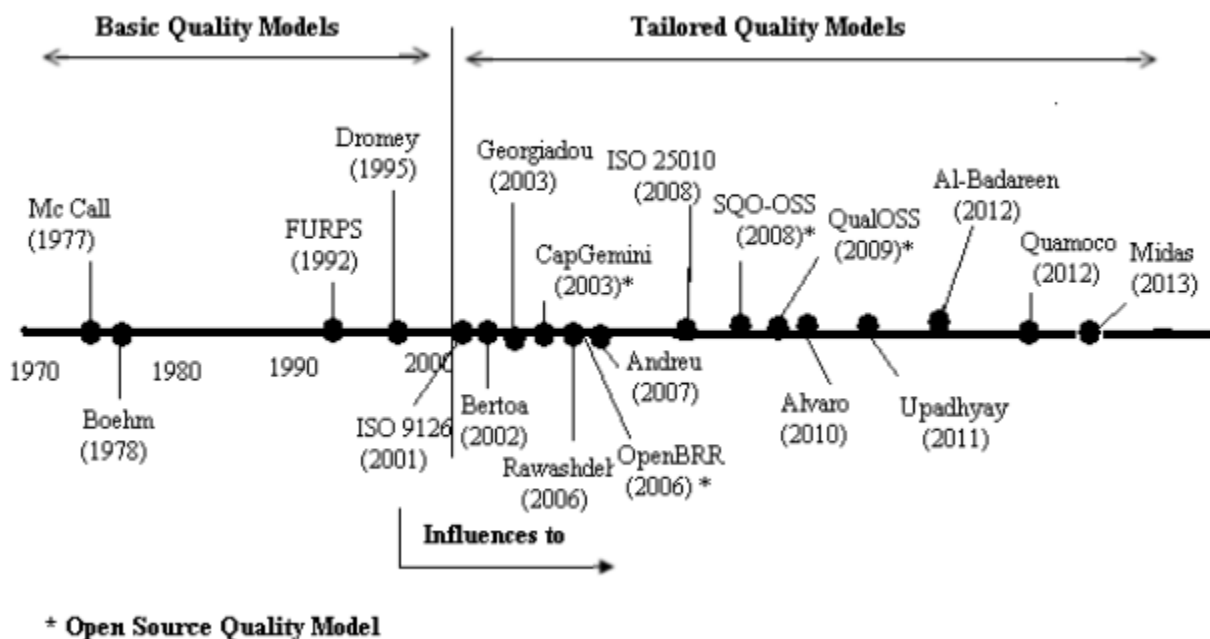 Basic Quality Models
Tailored Quality Models
Mc Call
(1977)
Boehm
(1978)
FURPS
(1992)
Dromey
(1995)
ISO 9126
(2001)
Bertoa
(2002)
Georgiadou
(2003)
CapGemini
(2003)*
Rawashdeh
(2006)
OpenBRR
(2006) *
Andreu
(2007)
ISO 25010
(2008)
SQO-OSS
(2008)*
QualOSS
(2009)*
Alvaro
(2010)
Upadhyay
(2011)
Al-Badareen
(2012)
Quamoco
(2012)
Midas
(2013)
1970
1980
1990
2000
Influences to
* Open Source Quality Model